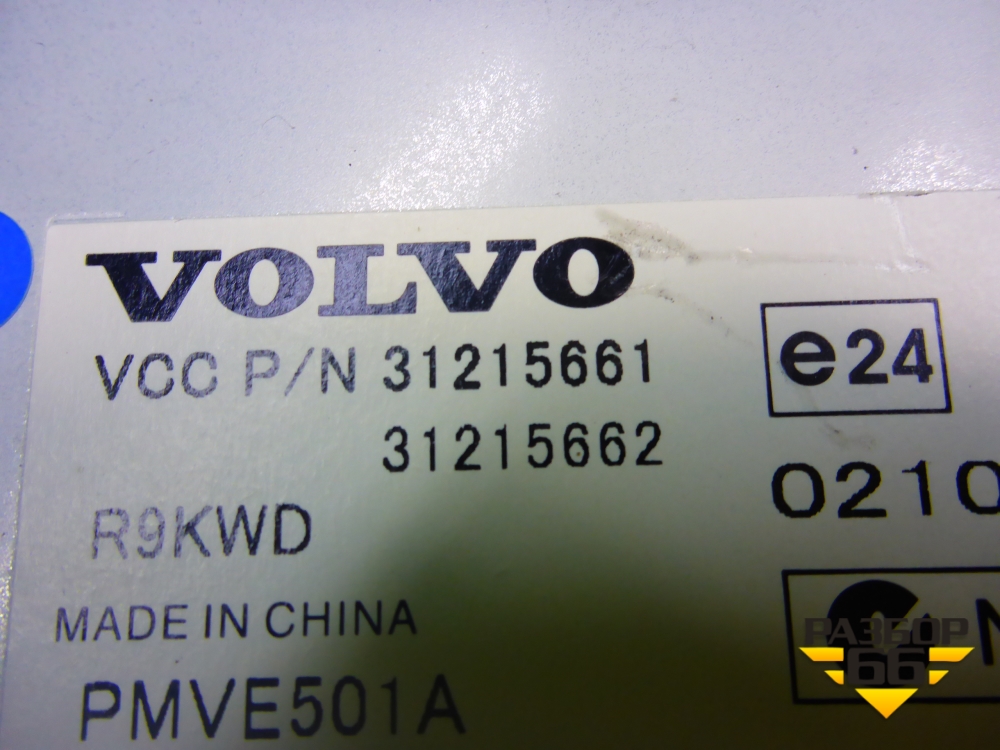 VOLVO
VCC P/N 31215661
31215662
e24
0210
R9KWD
MADE IN CHINA
PMVE501A
N
РАЗБОР
66